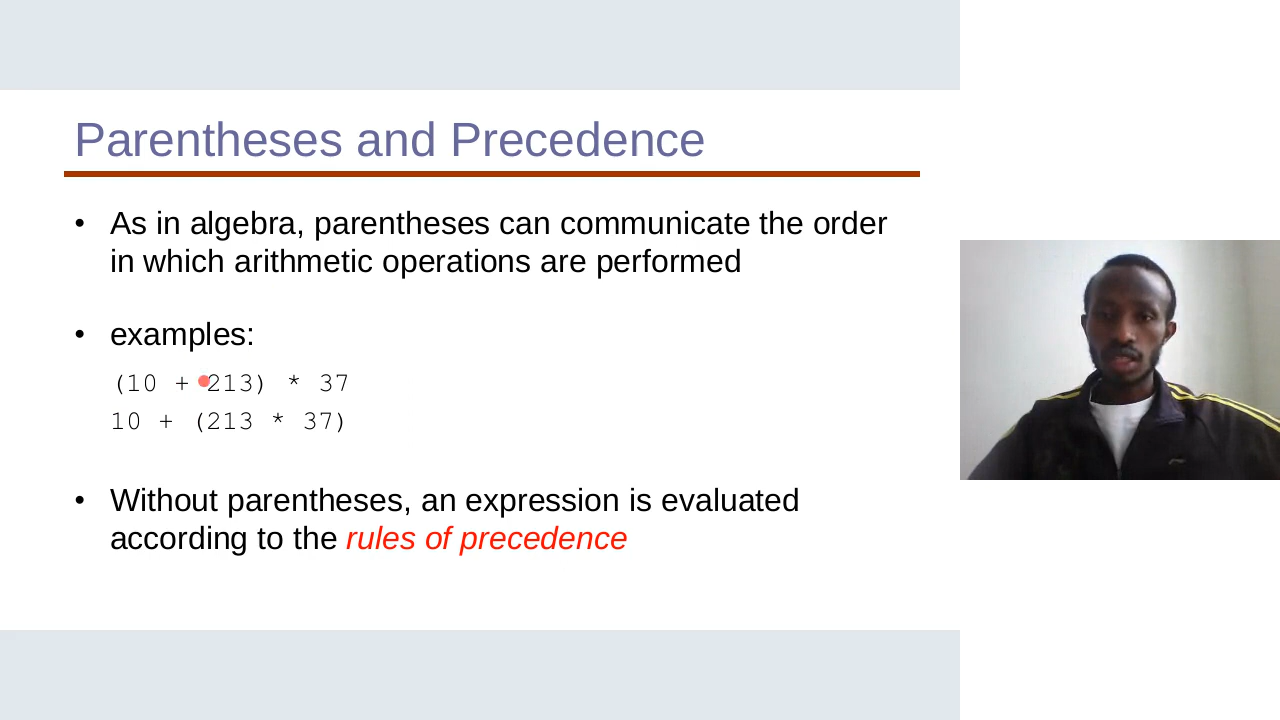 Parentheses and Precedence
• As in algebra, parentheses can communicate the order
in which arithmetic operations are performed
• examples:
(10 + 213) * 37
10 + (213 * 37)
• Without parentheses, an expression is evaluated
according to the rules of precedence